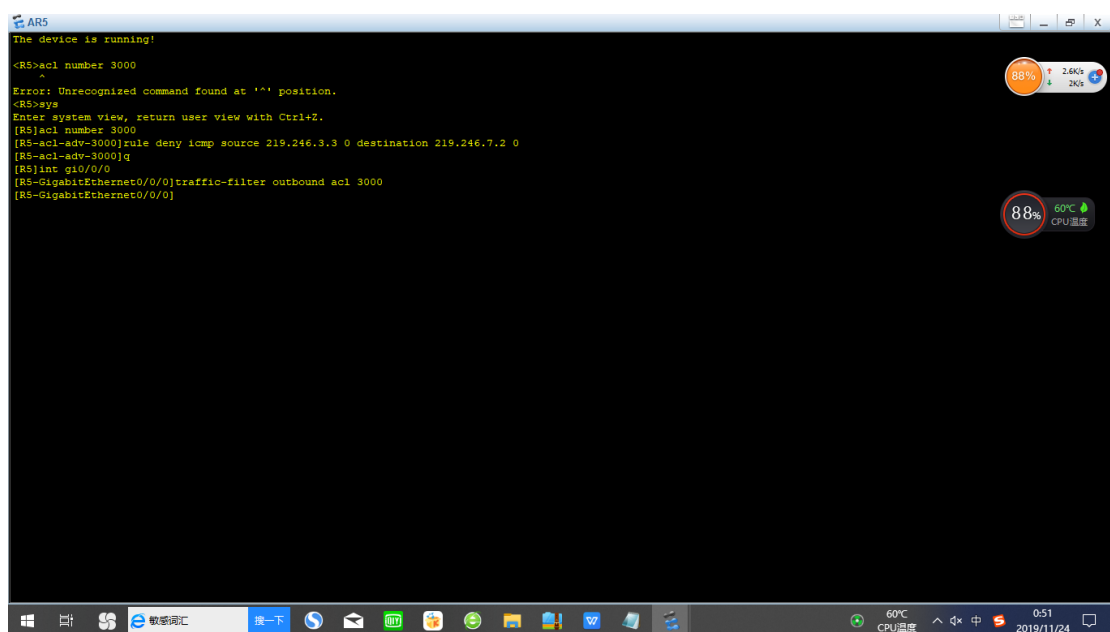 AR5
The device is running!
<R5>acl number 3000
^
Error: Unrecognized command found at '^' position.
<R5>sys
Enter system view, return user view with Ctrl+Z.
[R5]acl number 3000
[R5-acl-adv-3000]rule deny icmp source 219.246.3.3 0 destination 219.246.7.2 0
[R5-acl-adv-3000]q
[R5]int gi0/0/0
[R5-GigabitEthernet0/0/0]traffic-filter outbound acl 3000
[R5-GigabitEthernet0/0/0]
88%
↑ 2.6K/s
↓ 2K/s
88%
60℃
CPU温度
敏感词汇
搜一下
QIY
60℃
CPU温度
中
0:51
2019/11/24